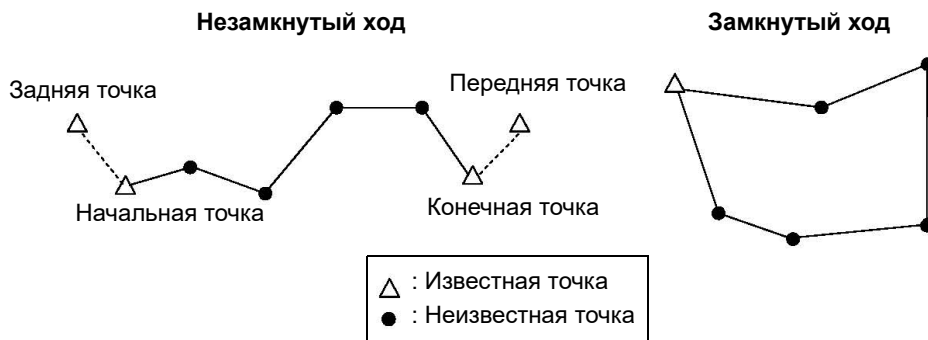 Незамкнутый ход
Замкнутый ход
Задняя точка
Передняя точка
Начальная точка
Конечная точка
: Известная точка
: Неизвестная точка